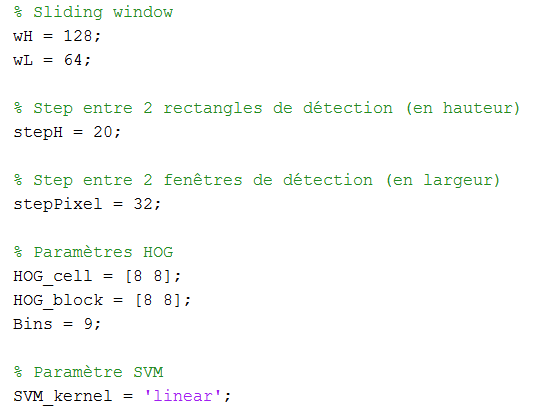 % Sliding window
wH = 128;
wL = 64;
% Step entre 2 rectangles de détection (en hauteur)
stepH = 20;
% Step entre 2 fenêtres de détection (en largeur)
stepPixel = 32;
% Paramètres HOG
HOG_cell = [8 8];
HOG_block = [8 8];
Bins = 9;
% Paramètre SVM
SVM_kernel = 'linear';